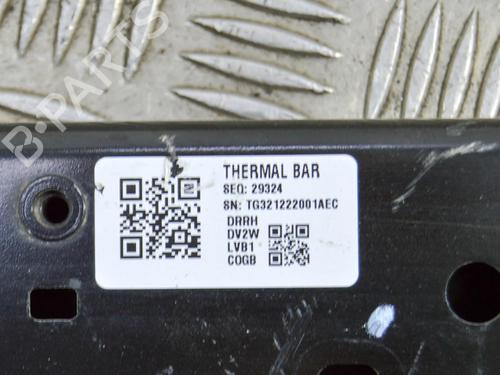 B-PARTS
THERMAL BAR
SEQ: 29324
SN: TG321222001AEC
DRRH
DV2W
LVB1
COGB